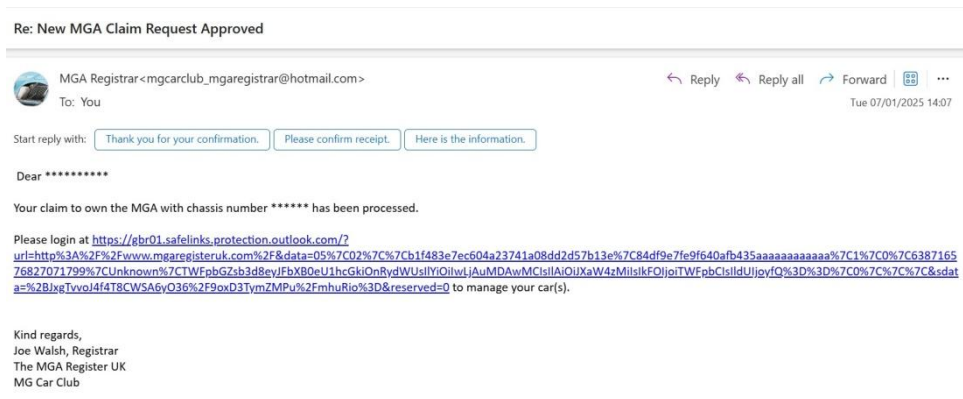 Re: New MGA Claim Request Approved
MGA Registrar<mgcarclub_mgaregistrar@hotmail.com>
Reply Reply all Forward
To: You
Tue 07/01/2025 14:07
Start reply with: Thank you for your confirmation. Please confirm receipt. Here is the information.
Dear **********
Your claim to own the MGA with chassis number ****** has been processed.
Please login at https://gbr01.safelinks.protection.outlook.com/?
url=http%3A%2F%2Fwww.mgaregisteruk.com%2F&data=05%7C02%7C%7Cb1f483e7ec604a23741a08dd2d57b13e%7C84df9e7fe9f640afb435aaaaaaaaaaaa%7C1%7C0%7C6387165
76827071799%7CUnknown%7CTWFpbGZsb3d8eyJFbXB0eU1hcGkiOnRydWUsIlYiOiIwLjAuMDAwMCIsIlAiOiJXaW4zMiIsIkFOIjoiTWFpbCIsIldUIjoyfQ%3D%3D%7C0%7C%7C%7C&sdat
a=%2BJxgTvvoJ4f4T8CWSA6yO36%2F9oxD3TymZMPu%2FmhuRio%3D&reserved=0 to manage your car(s).
Kind regards,
Joe Walsh, Registrar
The MGA Register UK
MG Car Club